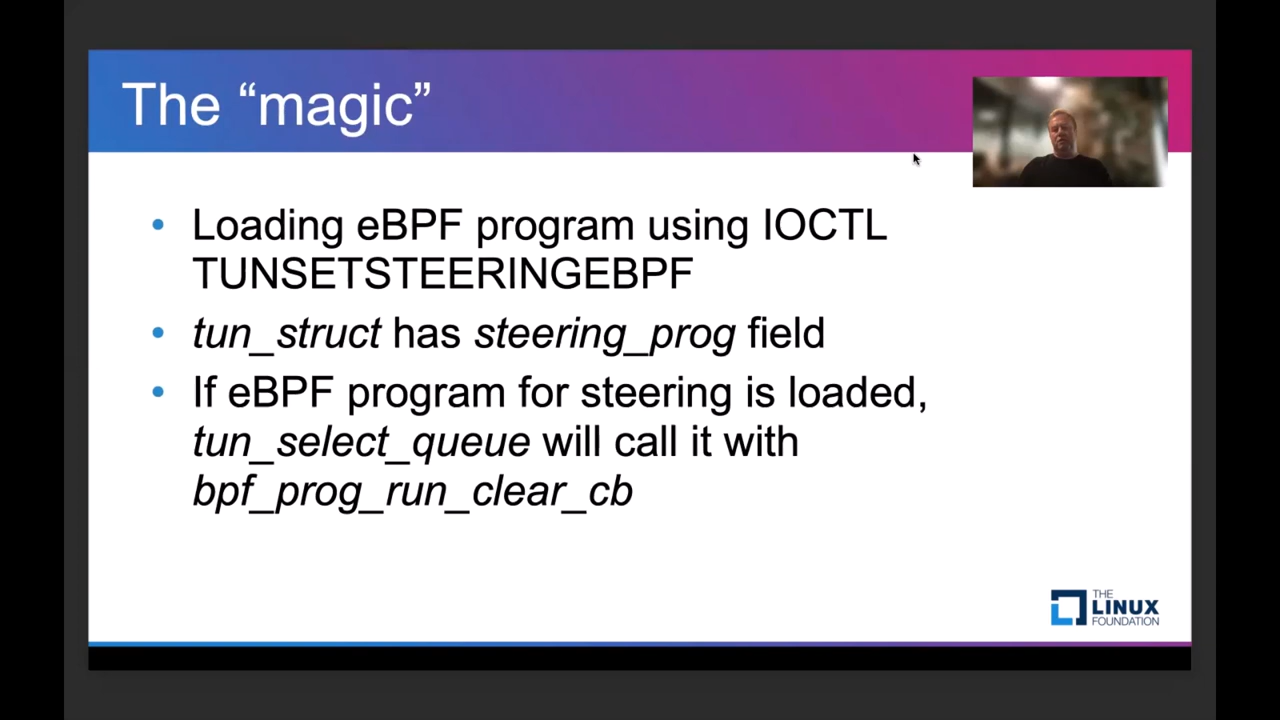 The “magic”
• Loading eBPF program using IOCTL
TUNSETSTEERINGEBPF
• tun_struct has steering_prog field
• If eBPF program for steering is loaded,
tun_select_queue will call it with
bpf_prog_run_clear_cb
THE
LINUX
FOUNDATION